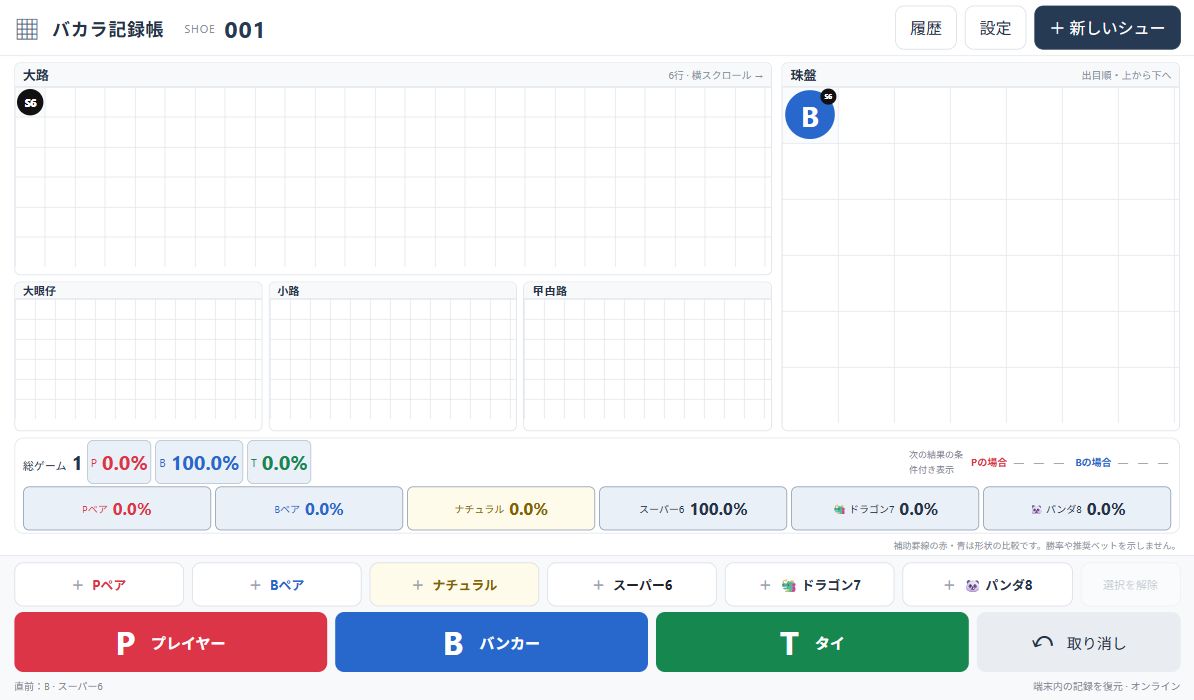 バカラ記録帳 SHOE 001
履歴 設定 ＋ 新しいシュー
大路 6行 · 横スクロール →
S6
珠盤 出目順・上から下へ
B S6
大眼仔
小路
甲甴路
総ゲーム 1 P 0.0% B 100.0% T 0.0%
次の結果の条
件付き表示
Pの場合 — — — Bの場合 — — —
Pペア 0.0% Bペア 0.0% ナチュラル 0.0% スーパー6 100.0% ドラゴン7 0.0% パンダ8 0.0%
補助罫線の赤・青は形状の比較です。勝率や推奨ベットを示しません。
＋ Pペア ＋ Bペア ＋ ナチュラル ＋ スーパー6 ＋ ドラゴン7 ＋ パンダ8 選択を解除
P プレイヤー B バンカー T タイ 取り消し
直前：B · スーパー6
端末内の記録を復元 · オンライン